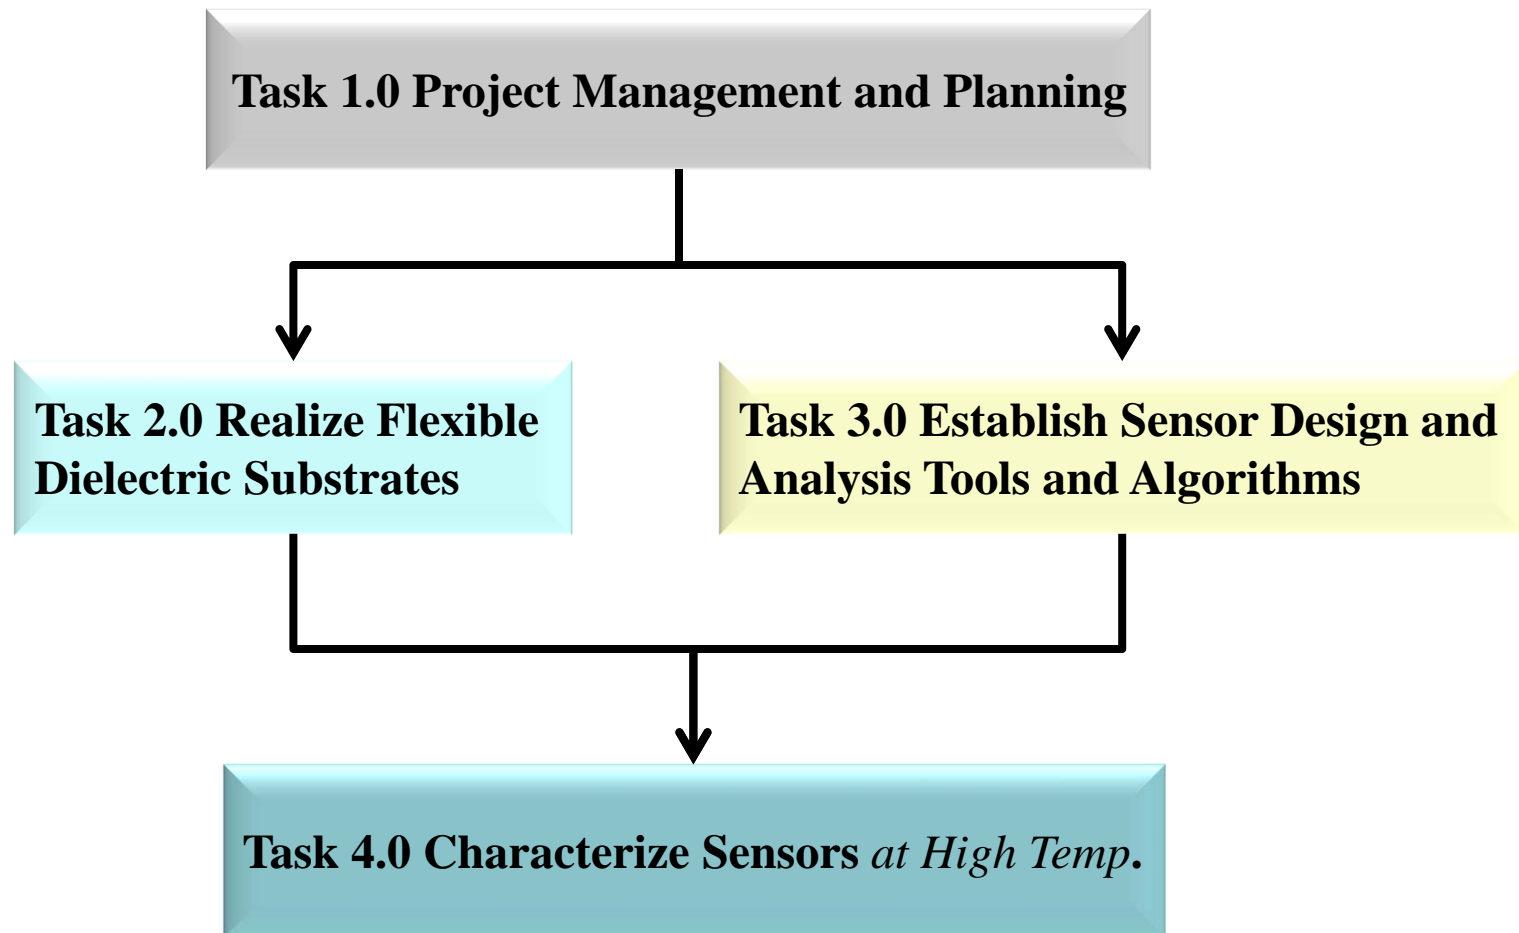 Task 1.0 Project Management and Planning
Task 2.0 Realize Flexible
Dielectric Substrates
Task 3.0 Establish Sensor Design and
Analysis Tools and Algorithms
Task 4.0 Characterize Sensors at High Temp.